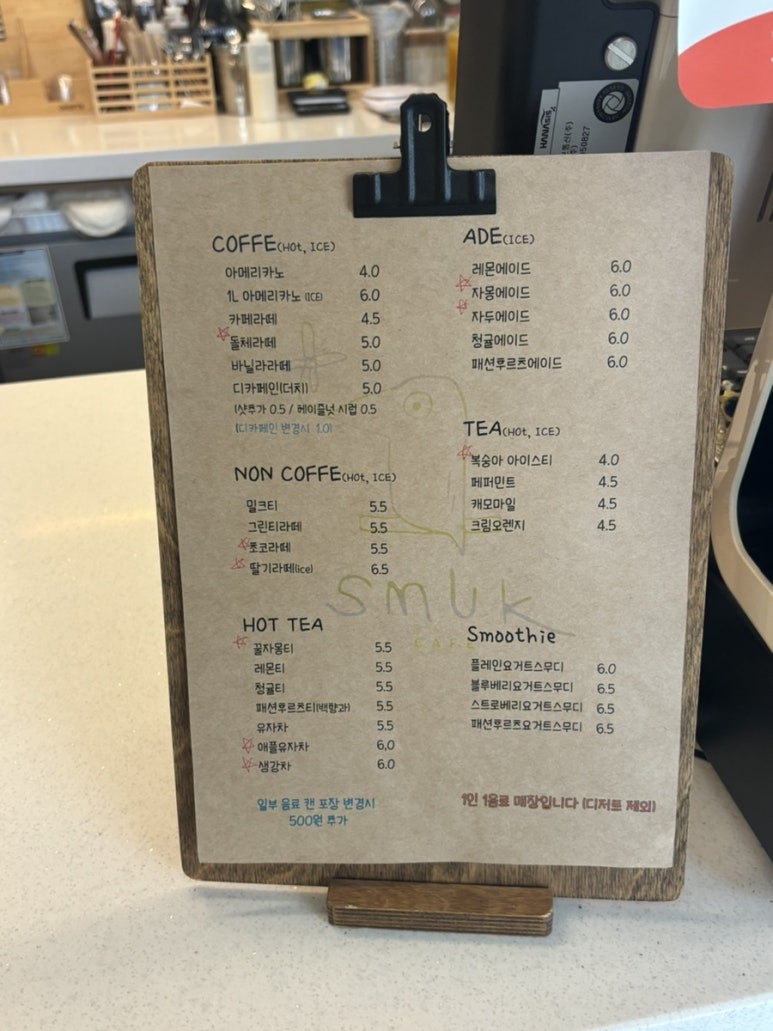 COFFE(HOt, ICE)
아메리카노 4.0
1L 아메리카노 (ICE) 6.0
카페라떼 4.5
돌체라떼 5.0
바닐라라떼 5.0
디카페인(더치) 5.0
(샷추가 0.5 / 헤이즐넛 시럽 0.5
(디카페인 변경시 1.0)
NON COFFE(HOt, ICE)
밀크티 5.5
그린티라떼 5.5
초코라떼 5.5
딸기라떼(ice) 6.5
HOT TEA
꿀자몽티 5.5
레몬티 5.5
청귤티 5.5
패션후르츠티(백향과) 5.5
유자차 5.5
애플유자차 6.0
생강차 6.0
일부 음료 캔 포장 변경시
500원 추가
ADE(ICE)
레몬에이드 6.0
자몽에이드 6.0
자두에이드 6.0
청귤에이드 6.0
패션후르츠에이드 6.0
TEA(HOt, ICE)
복숭아 아이스티 4.0
페퍼민트 4.5
캐모마일 4.5
크림오렌지 4.5
Smoothie
플레인요거트스무디 6.0
블루베리요거트스무디 6.5
스트로베리요거트스무디 6.5
패션후르츠요거트스무디 6.5
1인 1음료 매장입니다 (디저트 제외)
smuk
CAFE
HANNAVIS